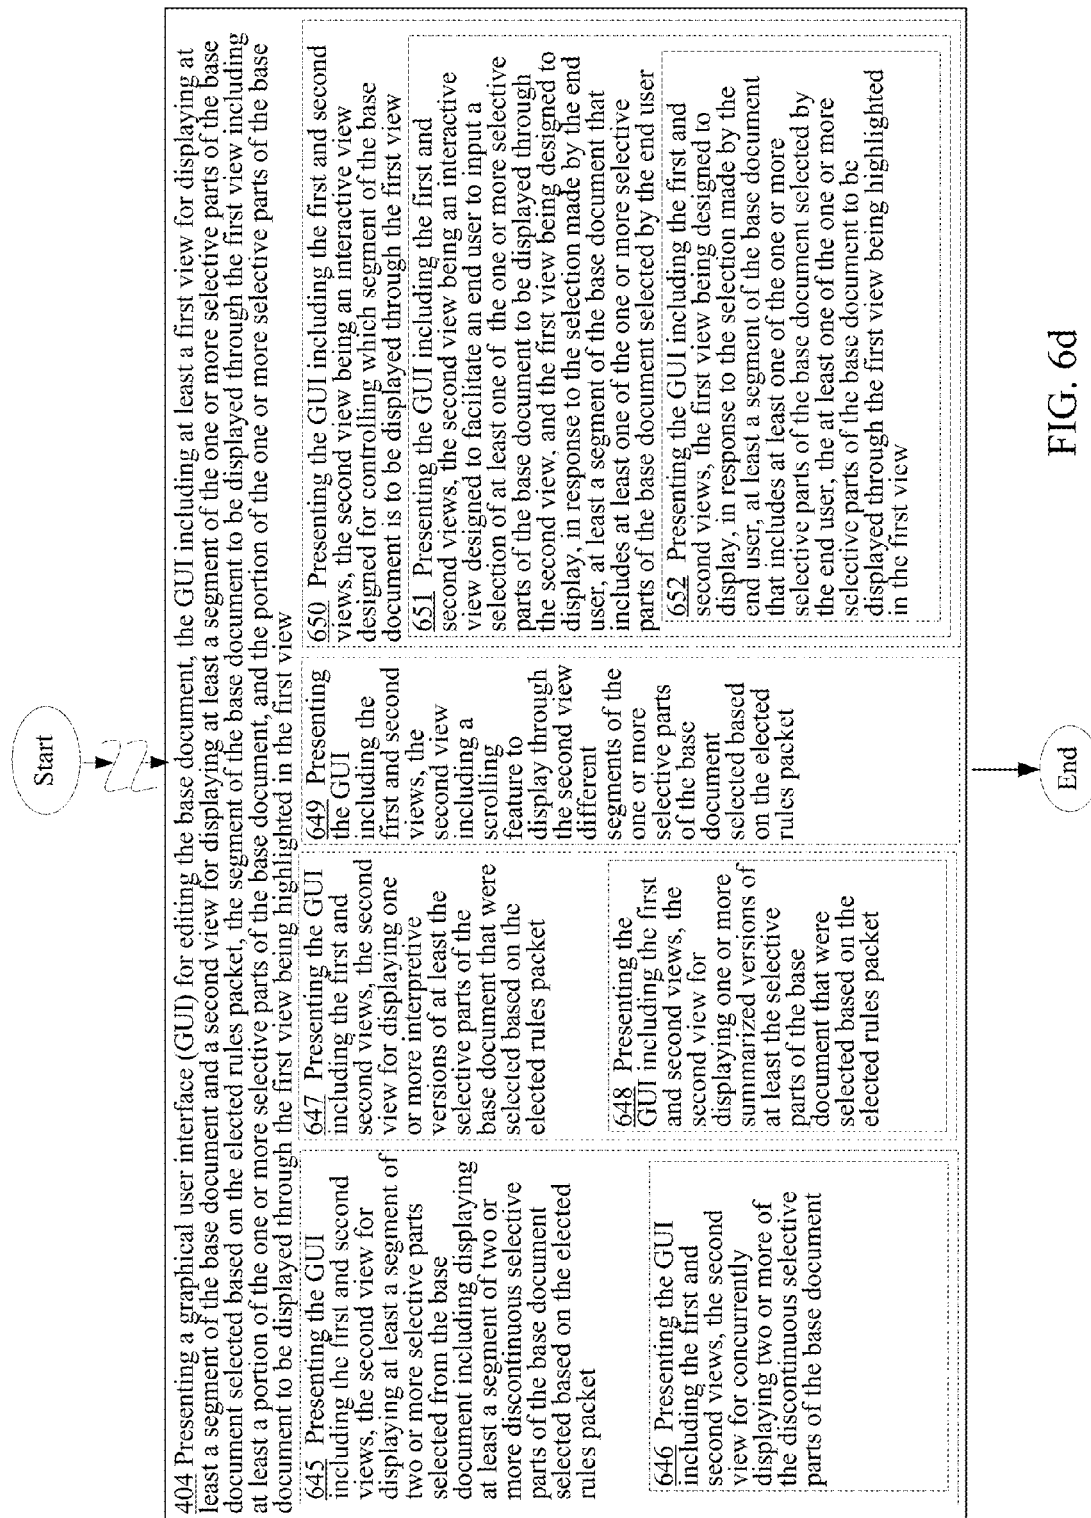 Start
404 Presenting a graphical user interface (GUI) for editing the base document, the GUI including at least a first view for displaying at
least a segment of the base document and a second view for displaying at least a segment of the one or more selective parts of the base
document selected based on the elected rules packet, the segment of the base document to be displayed through the first view including
at least a portion of the one or more selective parts of the base document, and the portion of the one or more selective parts of the base
document to be displayed through the first view being highlighted in the first view
645 Presenting the GUI
including the first and second
views, the second view for
displaying at least a segment of
two or more selective parts
selected from the base
document including displaying
at least a segment of two or
more discontinuous selective
parts of the base document
selected based on the elected
rules packet
646 Presenting the GUI
including the first and
second views, the second
view for concurrently
displaying two or more of
the discontinuous selective
parts of the base document
647 Presenting the GUI
including the first and
second views, the second
view for displaying one
or more interpretive
versions of at least the
selective parts of the
base document that were
selected based on the
elected rules packet
648 Presenting the
GUI including the first
and second views, the
second view for
displaying one or more
summarized versions of
at least the selective
parts of the base
document that were
selected based on the
elected rules packet
649 Presenting
the GUI
including the
first and second
views, the
second view
including a
scrolling
feature to
display through
the second view
different
segments of the
one or more
selective parts
of the base
document
selected based
on the elected
rules packet
650 Presenting the GUI including the first and second
views, the second view being an interactive view
designed for controlling which segment of the base
document is to be displayed through the first view
651 Presenting the GUI including the first and
second views, the second view being an interactive
view designed to facilitate an end user to input a
selection of at least one of the one or more selective
parts of the base document to be displayed through
the second view, and the first view being designed to
display, in response to the selection made by the end
user, at least a segment of the base document that
includes at least one of the one or more selective
parts of the base document selected by the end user
652 Presenting the GUI including the first and
second views, the first view being designed to
display, in response to the selection made by the
end user, at least a segment of the base document
that includes at least one of the one or more
selective parts of the base document selected by
the end user, the at least one of the one or more
selective parts of the base document to be
displayed through the first view being highlighted
in the first view
End
FIG. 6d